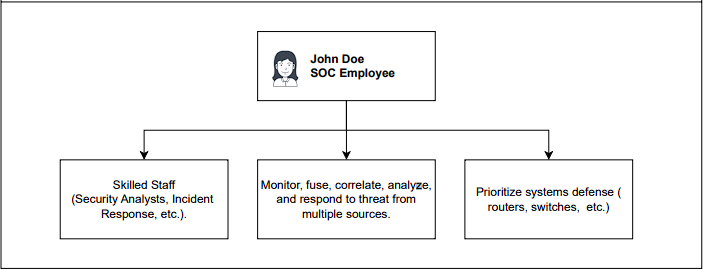 John Doe
SOC Employee
Skilled Staff
(Security Analysts, Incident
Response, etc.).
Monitor, fuse, correlate, analyze,
and respond to threat from
multiple sources.
Prioritize systems defense (
routers, switches, etc.)